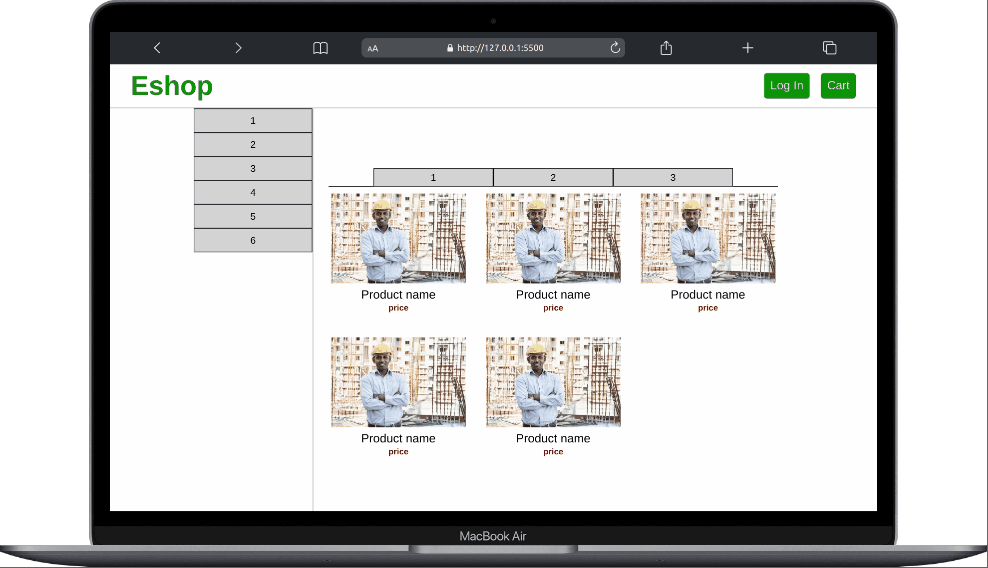 AA http://127.0.0.1:5500
Eshop Log In Cart
1
2
3
4
5
6
1 2 3
Product name Product name Product name
price price price
Product name Product name
price price
MacBook Air